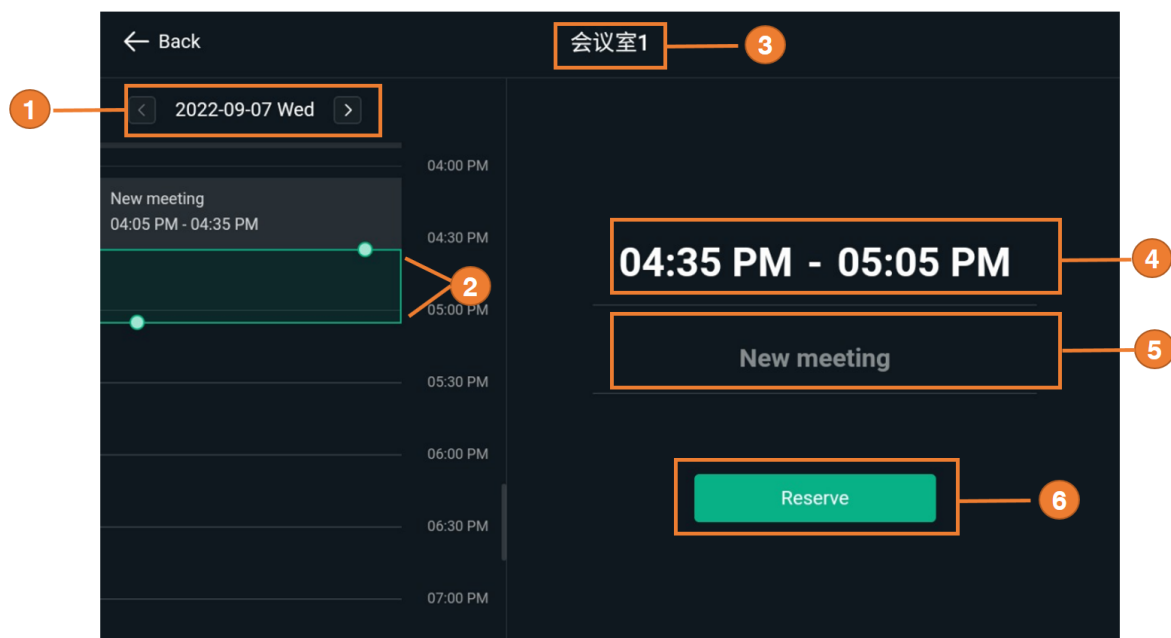 Back
会议室1
3
1
2022-09-07 Wed
04:00 PM
New meeting
04:05 PM - 04:35 PM
04:30 PM
2
05:00 PM
05:30 PM
06:00 PM
06:30 PM
07:00 PM
04:35 PM - 05:05 PM
4
New meeting
5
Reserve
6